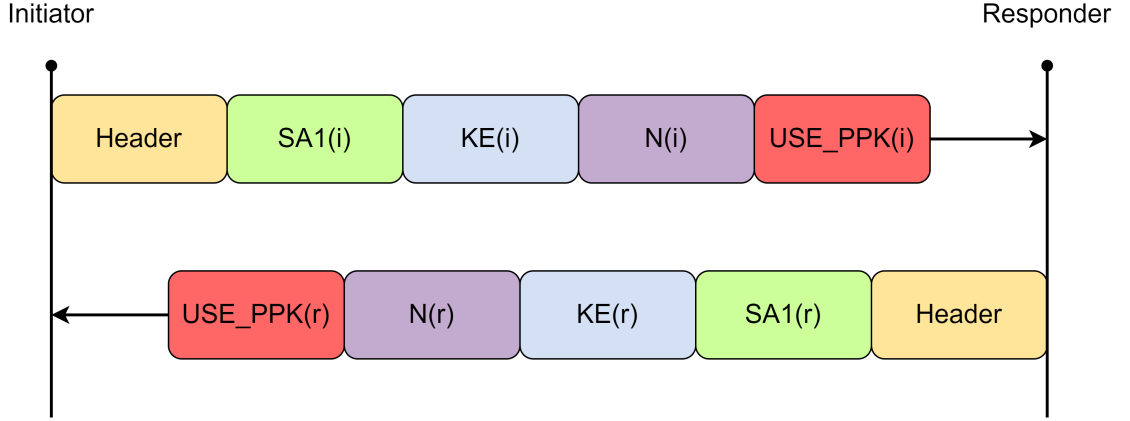 Initiator
Responder
Header
SA1(i)
KE(i)
N(i)
USE_PPK(i)
USE_PPK(r)
N(r)
KE(r)
SA1(r)
Header